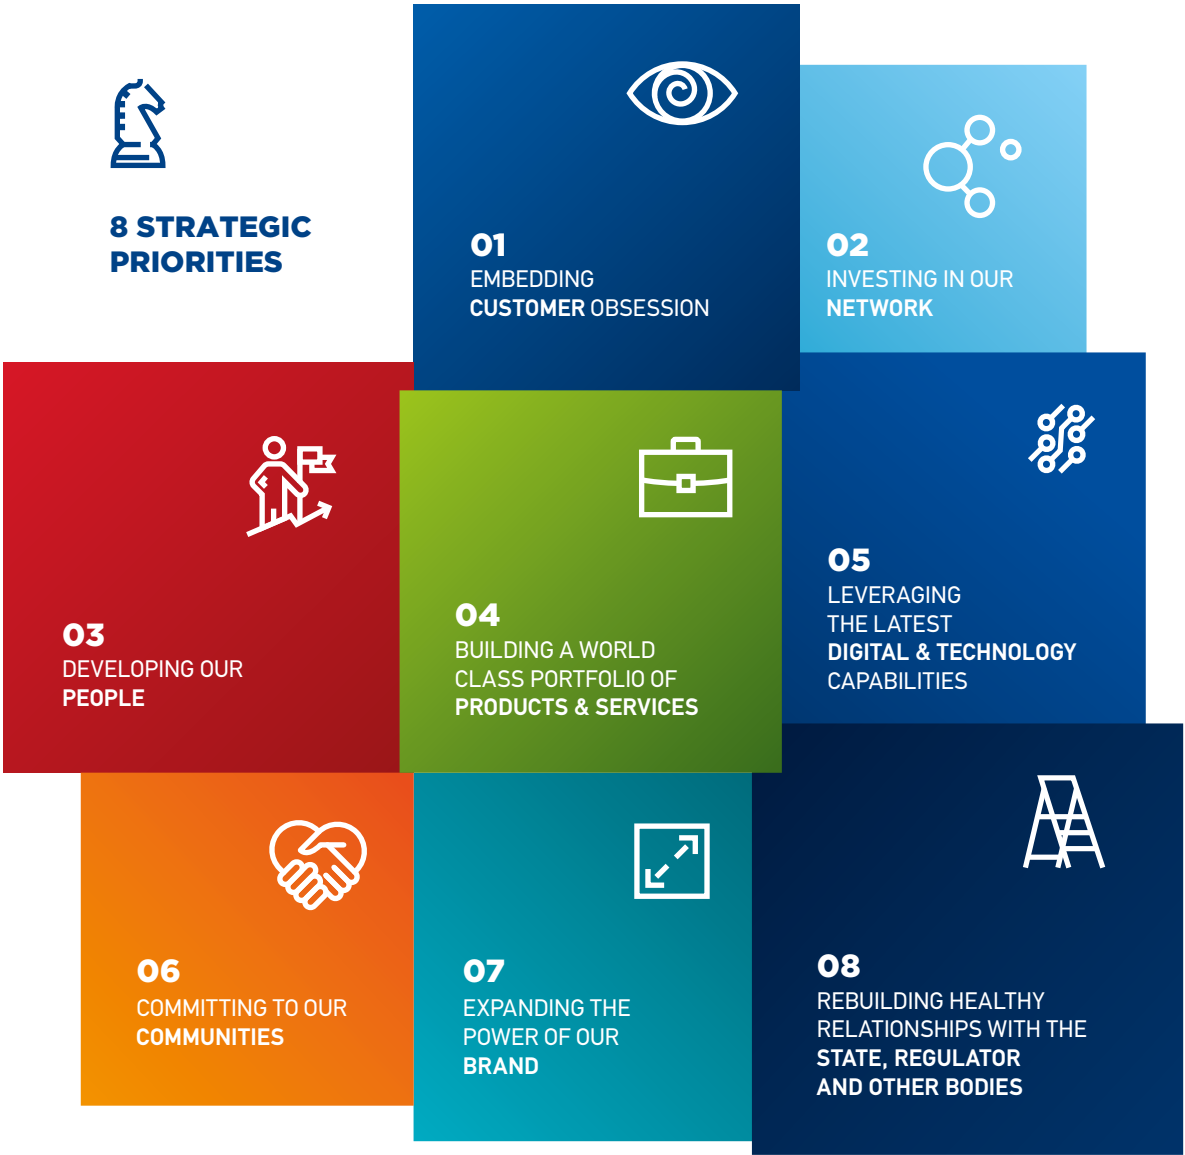 8 STRATEGIC
PRIORITIES
01
EMBEDDING
CUSTOMER OBSESSION
02
INVESTING IN OUR
NETWORK
03
DEVELOPING OUR
PEOPLE
04
BUILDING A WORLD
CLASS PORTFOLIO OF
PRODUCTS & SERVICES
05
LEVERAGING
THE LATEST
DIGITAL & TECHNOLOGY
CAPABILITIES
06
COMMITTING TO OUR
COMMUNITIES
07
EXPANDING THE
POWER OF OUR
BRAND
08
REBUILDING HEALTHY
RELATIONSHIPS WITH THE
STATE, REGULATOR
AND OTHER BODIES